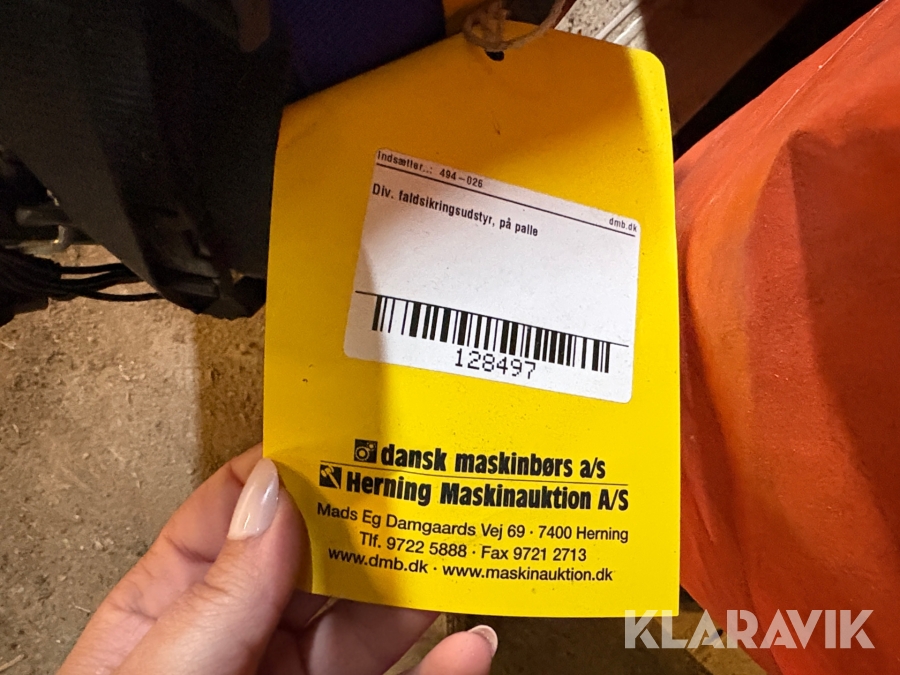 Indsætter..: 494-026
dmb.dk
Div. faldsikringsudstyr, på palle
128497
dansk maskinbørs a/s
Herning Maskinauktion A/S
Mads Eg Damgaards Vej 69 · 7400 Herning
Tlf. 9722 5888 · Fax 9721 2713
www.dmb.dk · www.maskinauktion.dk
KLARAVIK